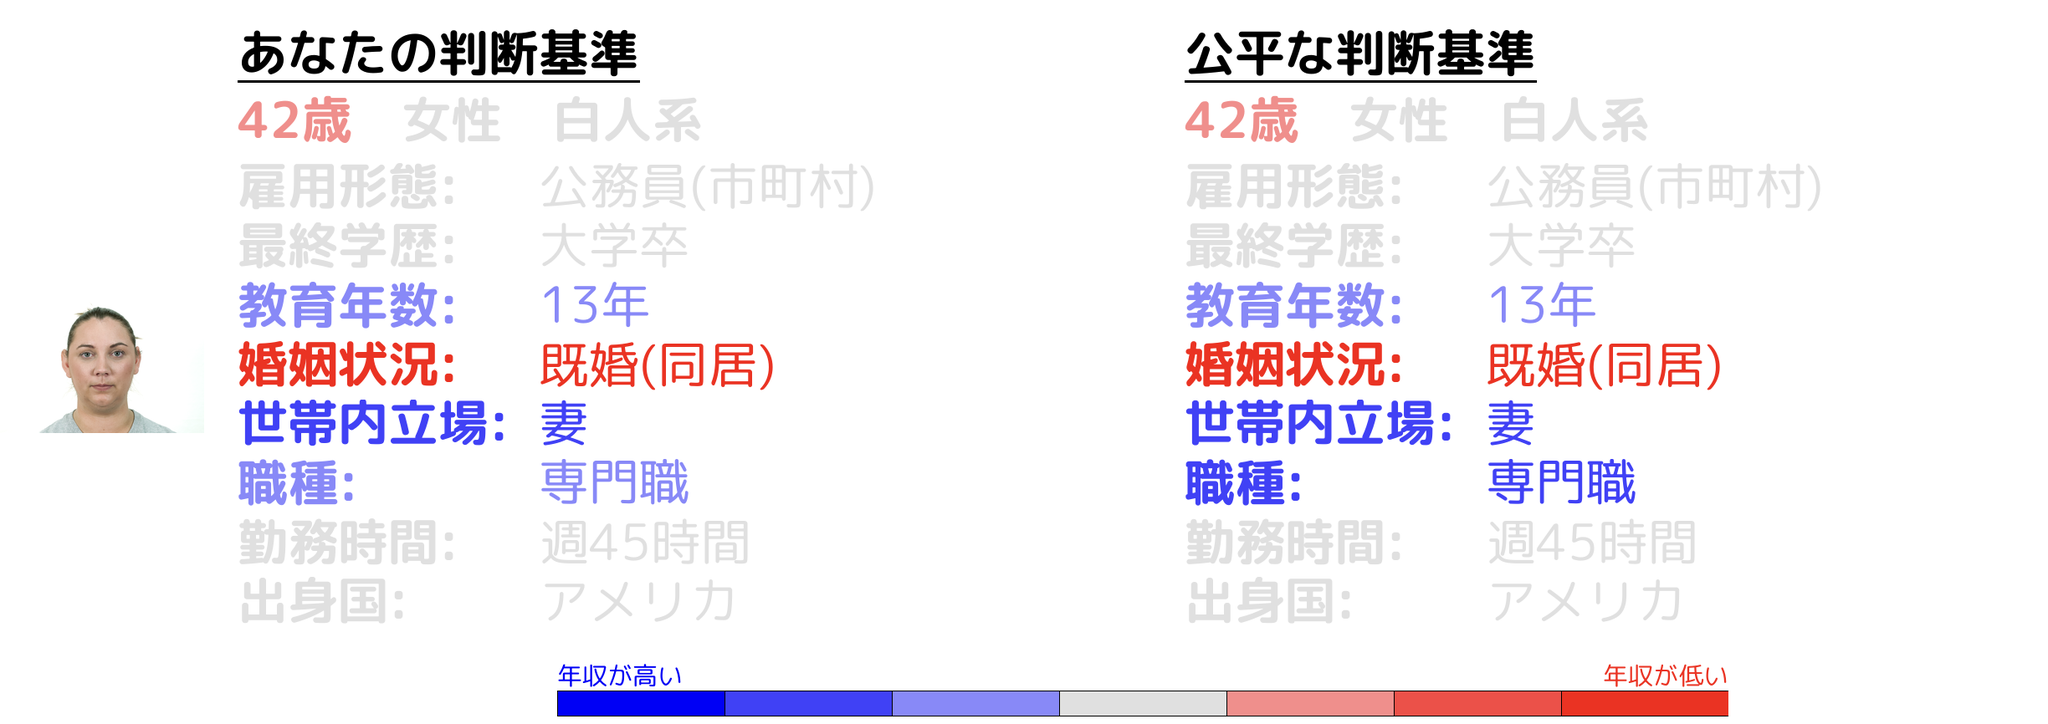 あなたの判断基準
42歳 女性 白人系
雇用形態: 公務員(市町村)
最終学歴: 大学卒
教育年数: 13年
婚姻状況: 既婚(同居)
世帯内立場: 妻
職種: 専門職
勤務時間: 週45時間
出身国: アメリカ
公平な判断基準
42歳 女性 白人系
雇用形態: 公務員(市町村)
最終学歴: 大学卒
教育年数: 13年
婚姻状況: 既婚(同居)
世帯内立場: 妻
職種: 専門職
勤務時間: 週45時間
出身国: アメリカ
年収が高い
年収が低い